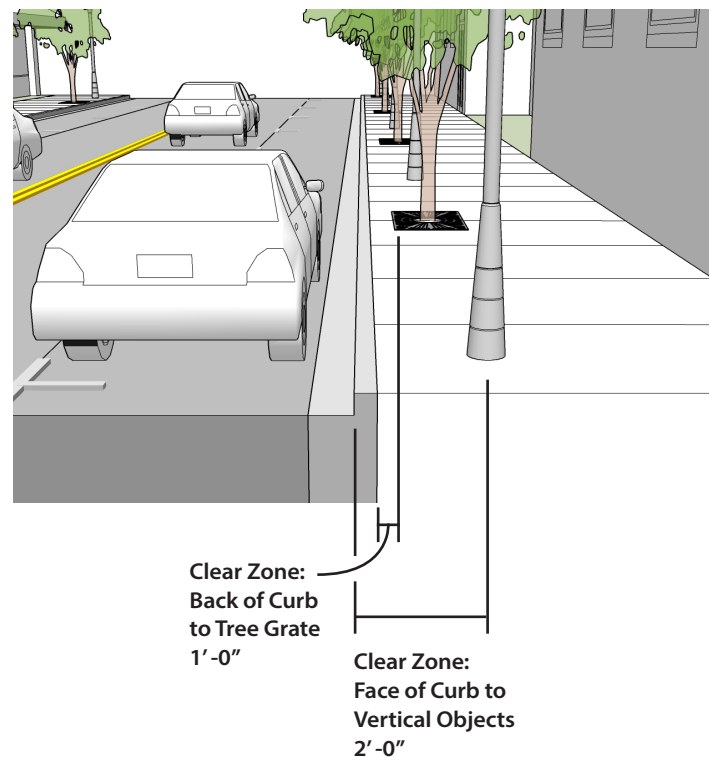 Clear Zone:
Back of Curb
to Tree Grate
1’ -0”
Clear Zone:
Face of Curb to
Vertical Objects
2’ -0”